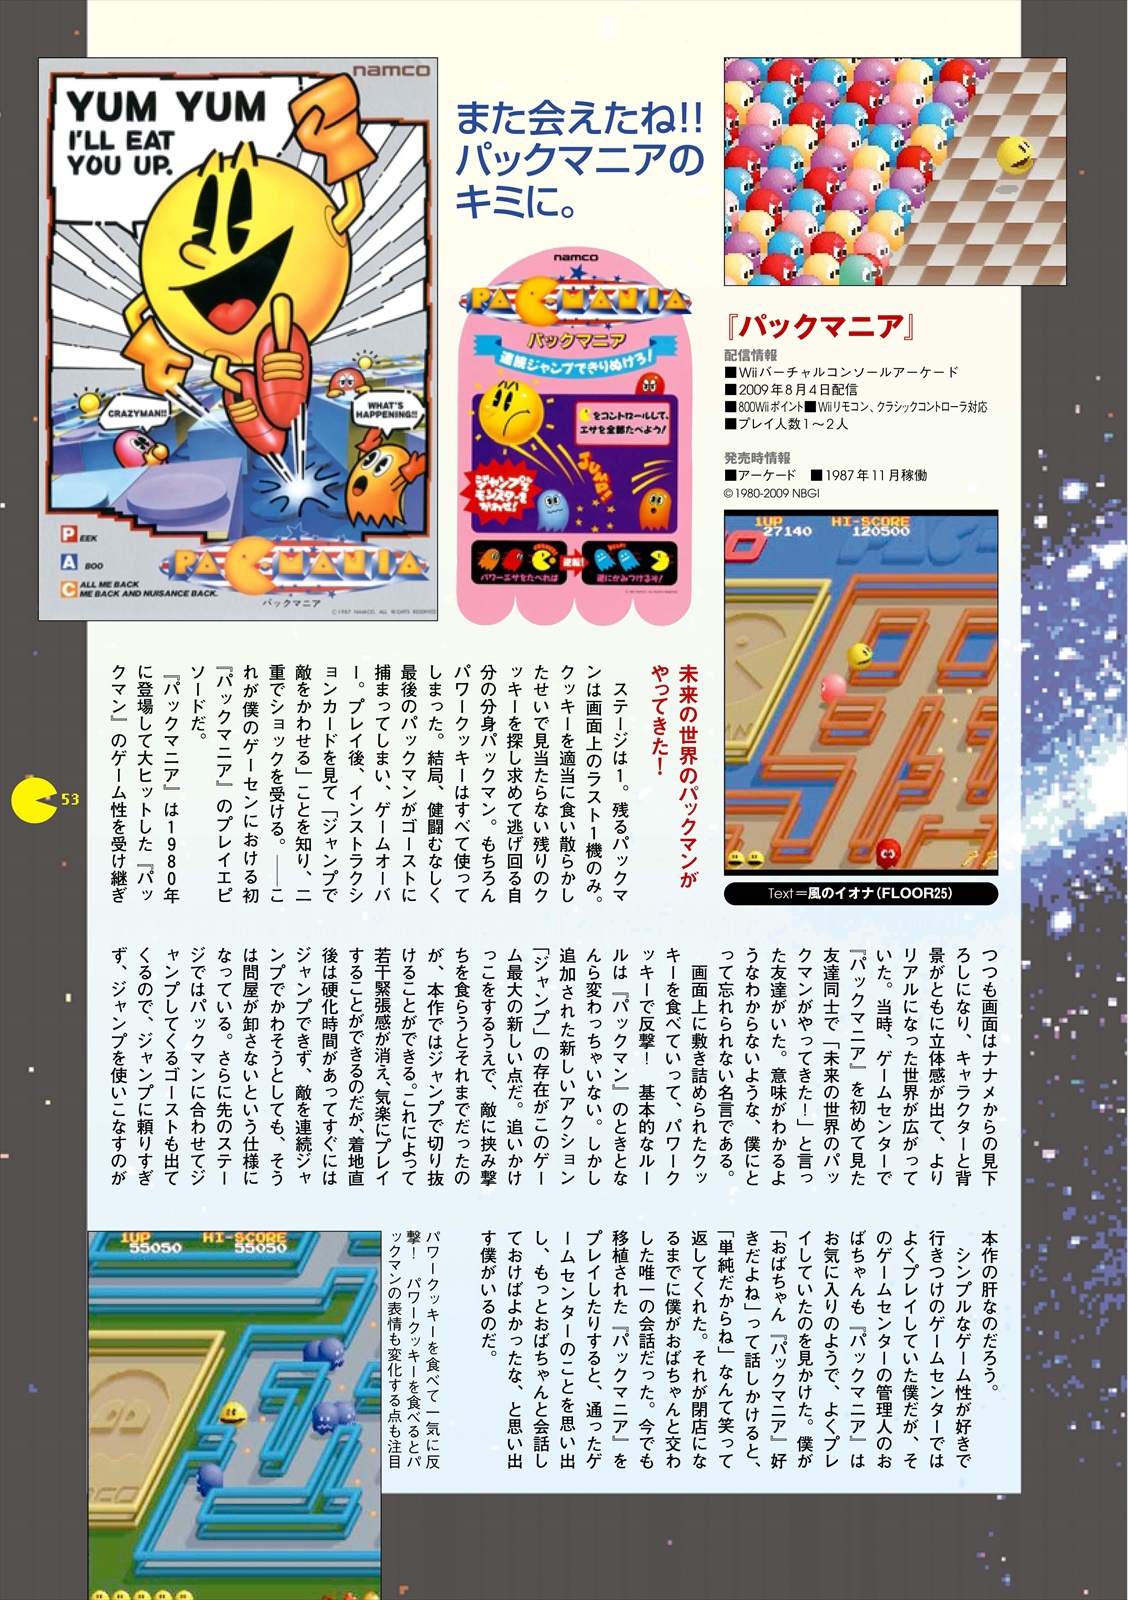 namco
YUM YUM
I'LL EAT
YOU UP.
CRAZYMAN!!
WHAT'S
HAPPENING!!
PEEK
A BOO
CALL ME BACK
ME BACK AND NUISANCE BACK.
PAC-MANIA
パックマニア
©1987 NAMCO, ALL RIGHTS RESERVED
また会えたね!!
パックマニアの
キミに。
namco
PAC-MANIA
パックマニア
連続ジャンプできりぬけろ!
をコントロールして、
エサを全部たべよう!
JUMP!
ジャンプで
モンスターを
かわせ!
パワーエサをたべれば
逆転!
逆にかみつけるぞ!
『パックマニア』
配信情報
■Wiiバーチャルコンソールアーケード
■2009年8月4日配信
■800Wiiポイント■Wiiリモコン、クラシックコントローラ対応
■プレイ人数1〜2人
発売時情報
■アーケード ■1987年11月稼働
©1980-2009 NBGI
1UP HI-SCORE
27140 120500
Text=風のイオナ(FLOOR25)
未来の世界のパックマンが
やってきた!
ステージは1。残るパックマ
ンは画面上のラスト1機のみ。
クッキーを適当に食い散らかし
たせいで見当たらない残りのク
ッキーを探し求めて逃げ回る自
分の分身パックマン。もちろん
パワークッキーはすべて使って
しまった。結局、健闘むなしく
最後のパックマンがゴーストに
捕まってしまい、ゲームオーバ
ー。プレイ後、インストラクシ
ョンカードを見て「ジャンプで
敵をかわせる」ことを知り、二
重でショックを受ける。――こ
れが僕のゲーセンにおける初
『パックマニア』のプレイエピ
ソードだ。
『パックマニア』は1980年
に登場して大ヒットした『パッ
クマン』のゲーム性を受け継ぎ
つつも画面はナナメからの見下
ろしになり、キャラクターと背
景がともに立体感が出て、より
リアルになった世界が広がって
いた。当時、ゲームセンターで
『パックマニア』を初めて見た
友達同士で「未来の世界のパッ
クマンがやってきた!」と言っ
た友達がいた。意味がわかるよ
うなわからないような、僕にと
って忘れられない名言である。
画面上に敷き詰められたクッ
キーを食べていって、パワーク
ッキーで反撃! 基本的なルー
ルは『パックマン』のときとな
んら変わっちゃいない。しかし
追加された新しいアクション
「ジャンプ」の存在がこのゲー
ム最大の新しい点だ。追いかけ
っこをするうえで、敵に挟み撃
ちを食らうとそれまでだったの
が、本作ではジャンプで切り抜
けることができる。これによって
若干緊張感が消え、気楽にプレイ
することができるのだが、着地直
後は硬化時間があってすぐには
ジャンプできず、敵を連続ジャ
ンプでかわそうとしても、そう
は問屋が卸さないという仕様に
なっている。さらに先のステー
ジではパックマンに合わせてジ
ャンプしてくるゴーストも出て
くるので、ジャンプに頼りすぎ
ず、ジャンプを使いこなすのが
本作の肝なのだろう。
シンプルなゲーム性が好きで
行きつけのゲームセンターでは
よくプレイしていた僕だが、そ
のゲームセンターの管理人のお
ばちゃんも『パックマニア』は
お気に入りのようで、よくプレ
イしていたのを見かけた。僕が
「おばちゃん『パックマニア』好
きだよね」って話しかけると、
「単純だからね」なんて笑って
返してくれた。それが閉店にな
るまでに僕がおばちゃんと交わ
した唯一の会話だった。今でも
移植された『パックマニア』を
プレイしたりすると、通ったゲ
ームセンターのことを思い出
し、もっとおばちゃんと会話し
ておけばよかったな、と思い出
す僕がいるのだ。
パワークッキーを食べて一気に反
撃! パワークッキーを食べるとパ
ックマンの表情も変化する点も注目
1UP HI-SCORE
55050 55050
53